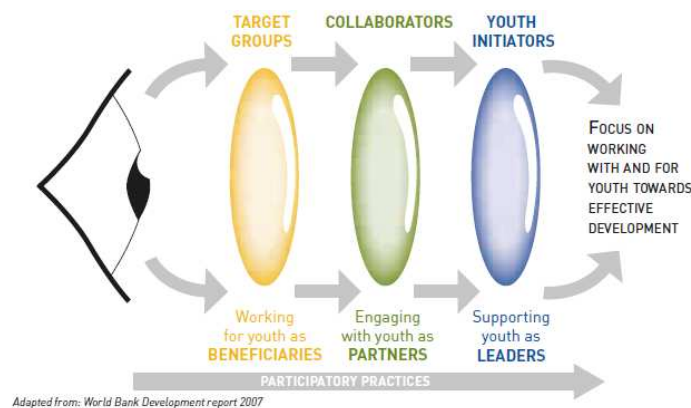 TARGET
GROUPS
COLLABORATORS
YOUTH
INITIATORS
FOCUS ON
WORKING
WITH AND FOR
YOUTH TOWARDS
EFFECTIVE
DEVELOPMENT
Working
for youth as
BENEFICIARIES
Engaging
with youth as
PARTNERS
Supporting
youth as
LEADERS
PARTICIPATORY PRACTICES
Adapted from: World Bank Development report 2007